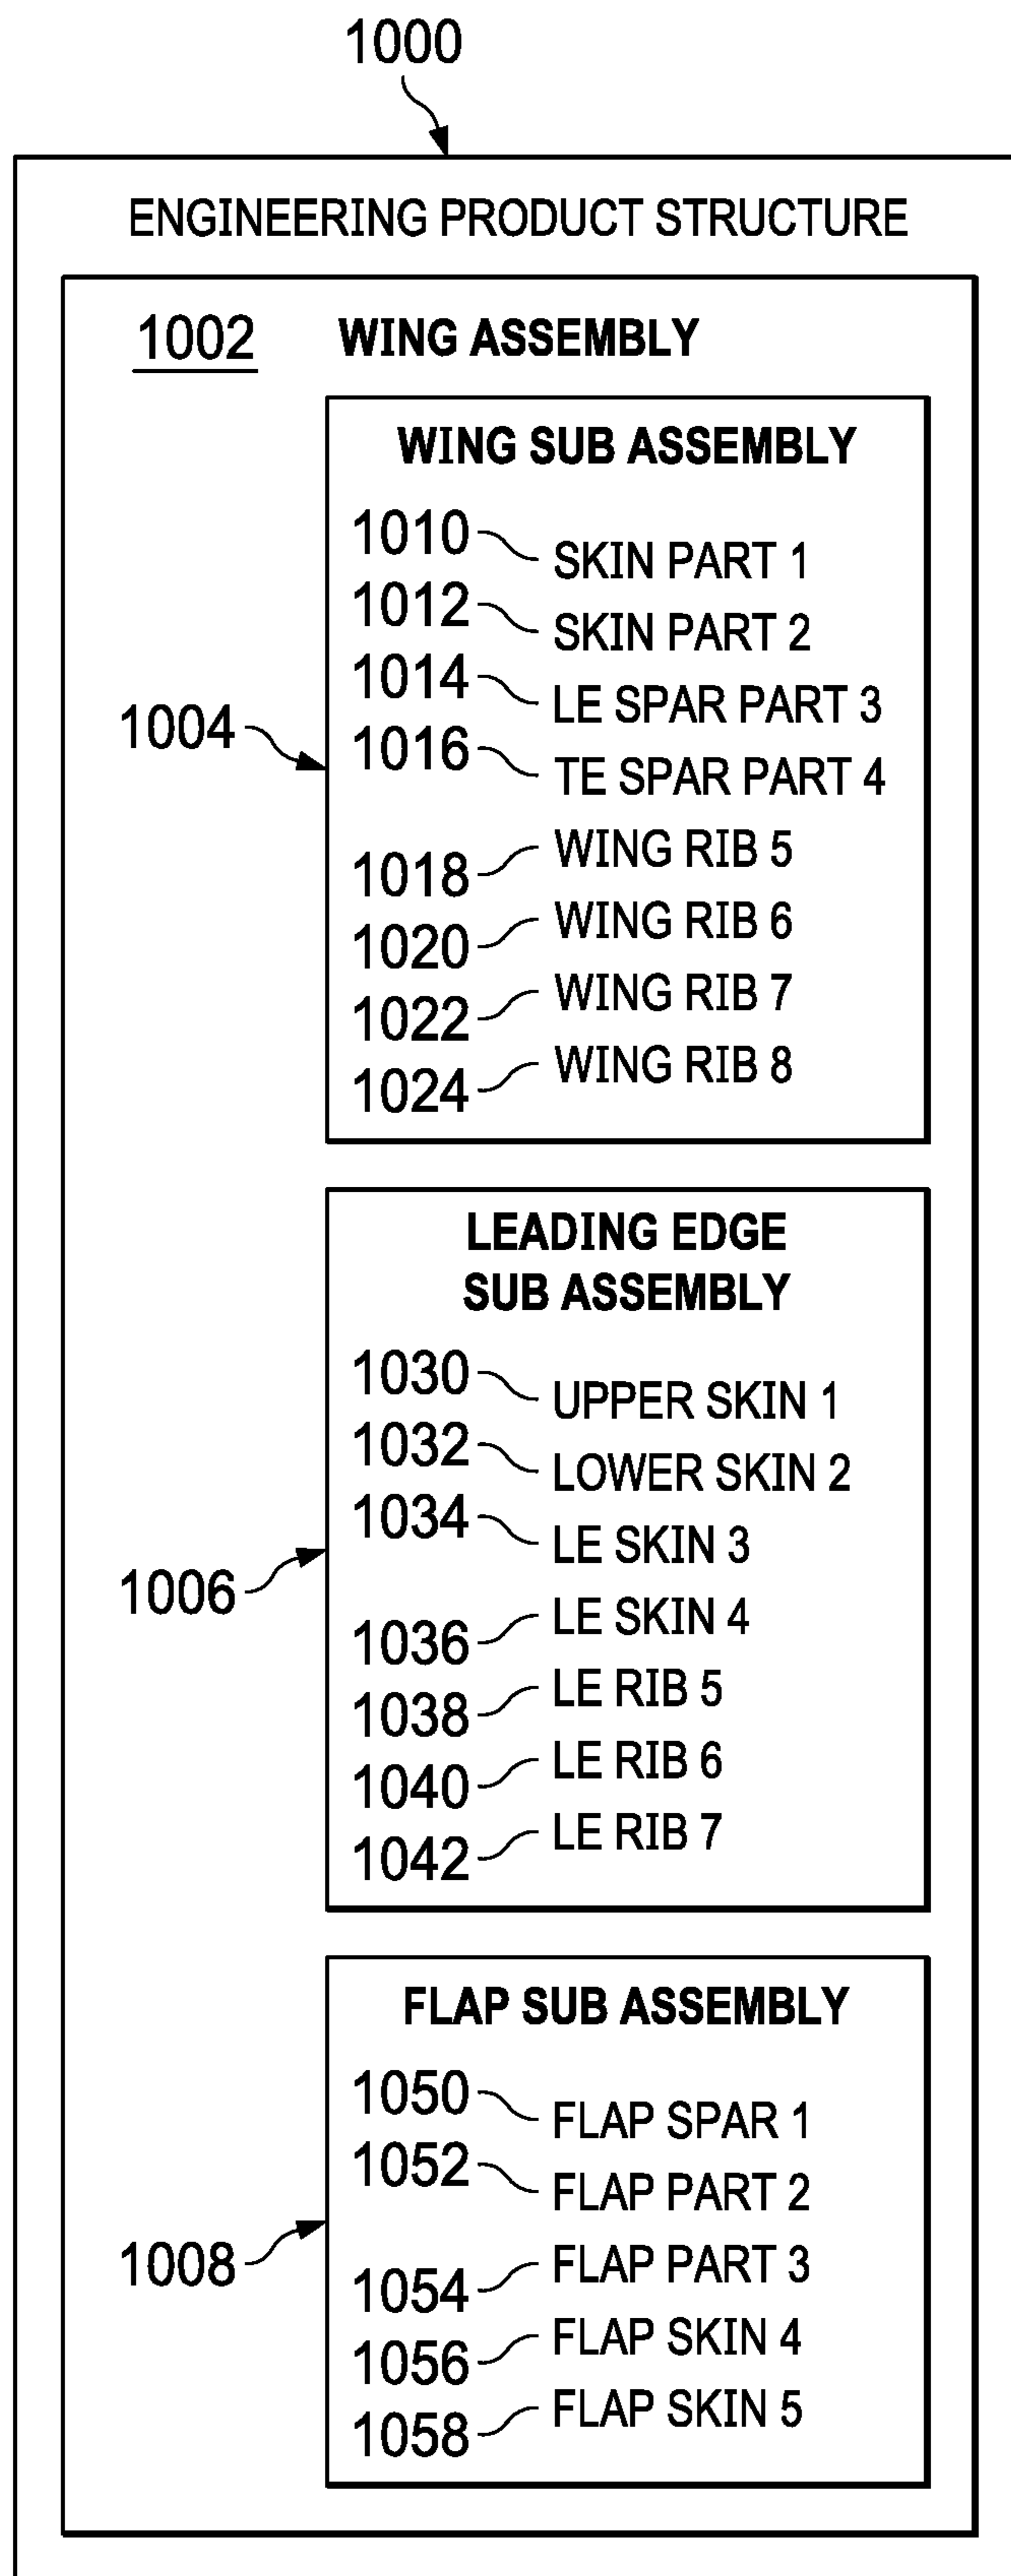 1000
ENGINEERING PRODUCT STRUCTURE
1002 WING ASSEMBLY
WING SUB ASSEMBLY
1010 SKIN PART 1
1012 SKIN PART 2
1014 LE SPAR PART 3
1004
1016 TE SPAR PART 4
1018 WING RIB 5
1020 WING RIB 6
1022 WING RIB 7
1024 WING RIB 8
LEADING EDGE
SUB ASSEMBLY
1030 UPPER SKIN 1
1032 LOWER SKIN 2
1034 LE SKIN 3
1006
1036 LE SKIN 4
1038 LE RIB 5
1040 LE RIB 6
1042 LE RIB 7
FLAP SUB ASSEMBLY
1050 FLAP SPAR 1
1052 FLAP PART 2
1008
1054 FLAP PART 3
1056 FLAP SKIN 4
1058 FLAP SKIN 5